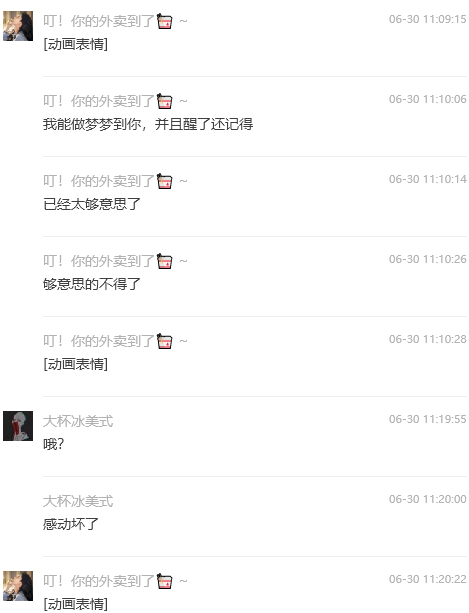 叮！你的外卖到了 ~ 06-30 11:09:15
[动画表情]
叮！你的外卖到了 ~ 06-30 11:10:06
我能做梦梦到你，并且醒了还记得
叮！你的外卖到了 ~ 06-30 11:10:14
已经太够意思了
叮！你的外卖到了 ~ 06-30 11:10:26
够意思的不得了
叮！你的外卖到了 ~ 06-30 11:10:28
[动画表情]
大杯冰美式 06-30 11:19:55
哦?
大杯冰美式 06-30 11:20:00
感动坏了
叮！你的外卖到了 ~ 06-30 11:20:22
[动画表情]